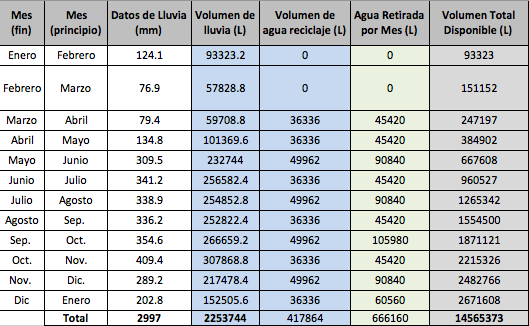 Mes (fin) Mes (principio) Datos de Lluvia (mm) Volumen de lluvia (L) Volumen de agua reciclaje (L) Agua Retirada por Mes (L) Volumen Total Disponible (L)
Enero Febrero 124.1 93323.2 0 0 93323
Febrero Marzo 76.9 57828.8 0 0 151152
Marzo Abril 79.4 59708.8 36336 45420 247197
Abril Mayo 134.8 101369.6 36336 45420 384902
Mayo Junio 309.5 232744 49962 90840 667608
Junio Julio 341.2 256582.4 36336 45420 960527
Julio Agosto 338.9 254852.8 49962 90840 1265342
Agosto Sep. 336.2 252822.4 36336 45420 1554500
Sep. Oct. 354.6 266659.2 49962 105980 1871121
Oct. Nov. 409.4 307868.8 36336 45420 2215326
Nov. Dic. 289.2 217478.4 49962 90840 2482766
Dic Enero 202.8 152505.6 36336 60560 2671608
Total 2997 2253744 417864 666160 14565373